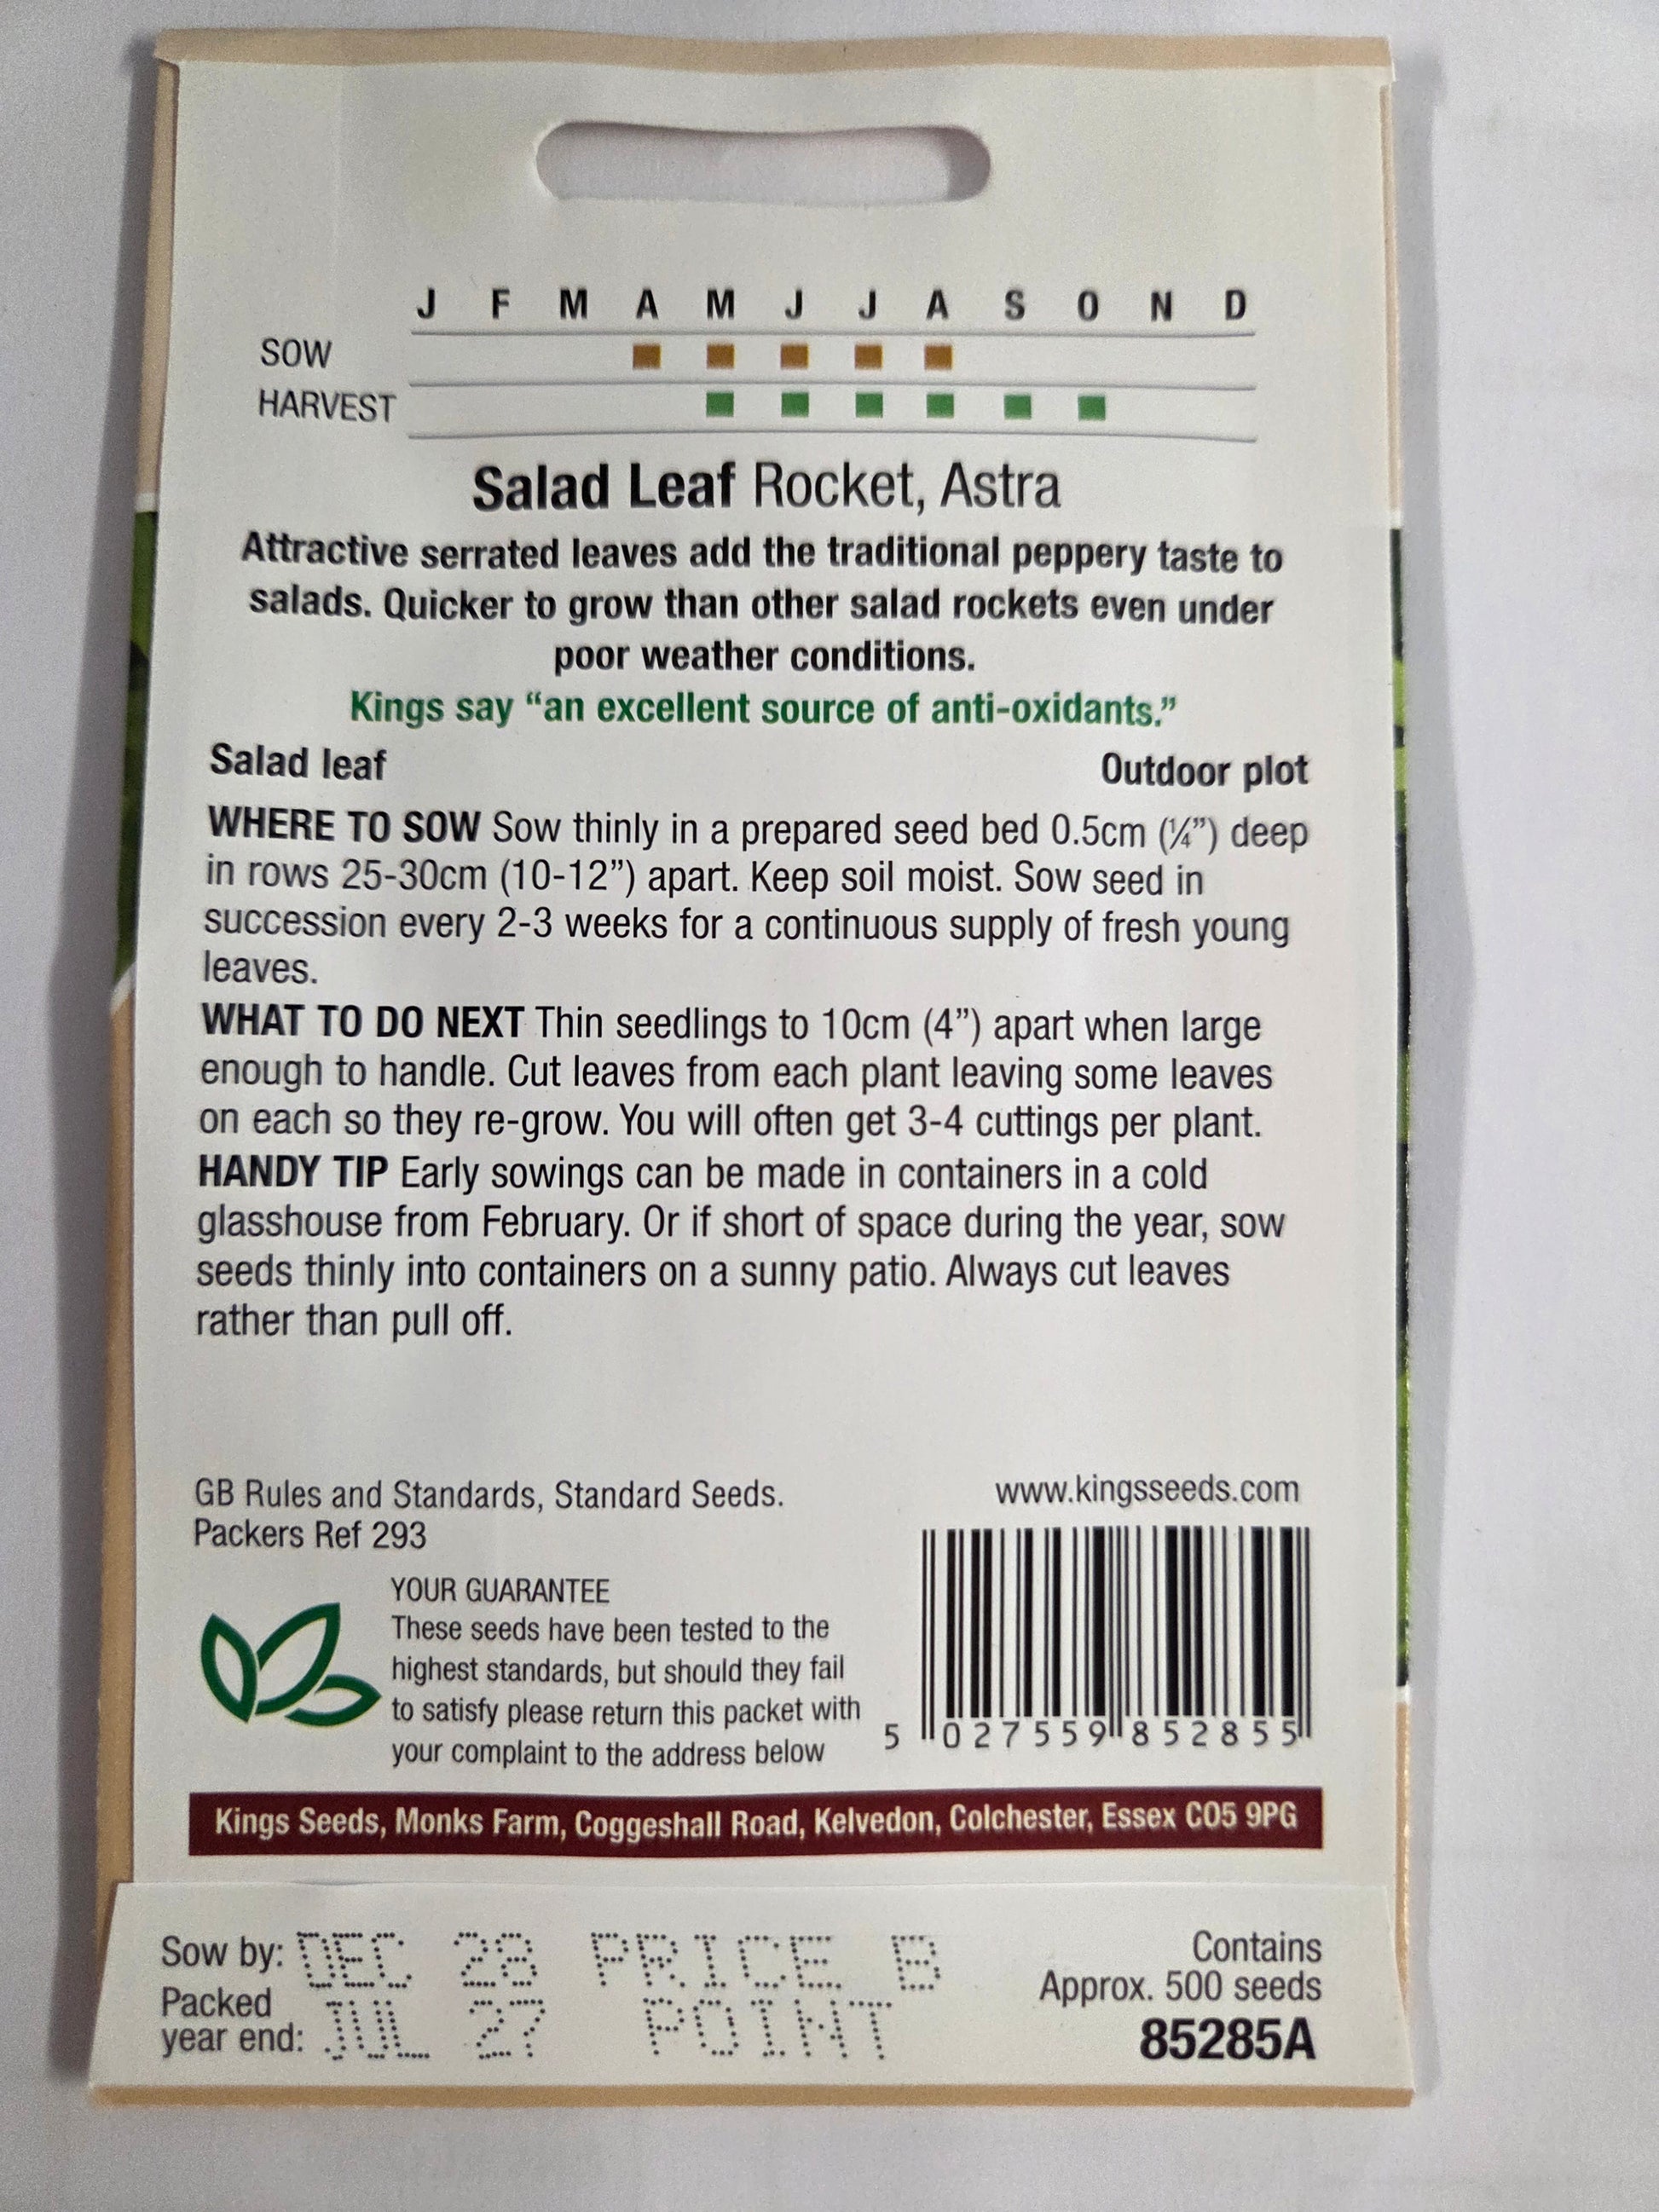 J F M A M J J A S O N D
SOW
HARVEST
Salad Leaf Rocket, Astra
Attractive serrated leaves add the traditional peppery taste to
salads. Quicker to grow than other salad rockets even under
poor weather conditions.
Kings say “an excellent source of anti-oxidants.”
Salad leaf Outdoor plot
WHERE TO SOW Sow thinly in a prepared seed bed 0.5cm (¼”) deep
in rows 25-30cm (10-12”) apart. Keep soil moist. Sow seed in
succession every 2-3 weeks for a continuous supply of fresh young
leaves.
WHAT TO DO NEXT Thin seedlings to 10cm (4”) apart when large
enough to handle. Cut leaves from each plant leaving some leaves
on each so they re-grow. You will often get 3-4 cuttings per plant.
HANDY TIP Early sowings can be made in containers in a cold
glasshouse from February. Or if short of space during the year, sow
seeds thinly into containers on a sunny patio. Always cut leaves
rather than pull off.
GB Rules and Standards, Standard Seeds.
Packers Ref 293
www.kingsseeds.com
YOUR GUARANTEE
These seeds have been tested to the
highest standards, but should they fail
to satisfy please return this packet with
your complaint to the address below
5 027559 852855
Kings Seeds, Monks Farm, Coggeshall Road, Kelvedon, Colchester, Essex CO5 9PG
Sow by: DEC 28 PRICE B
Packed
year end: JUL 27 POINT
Contains
Approx. 500 seeds
85285A